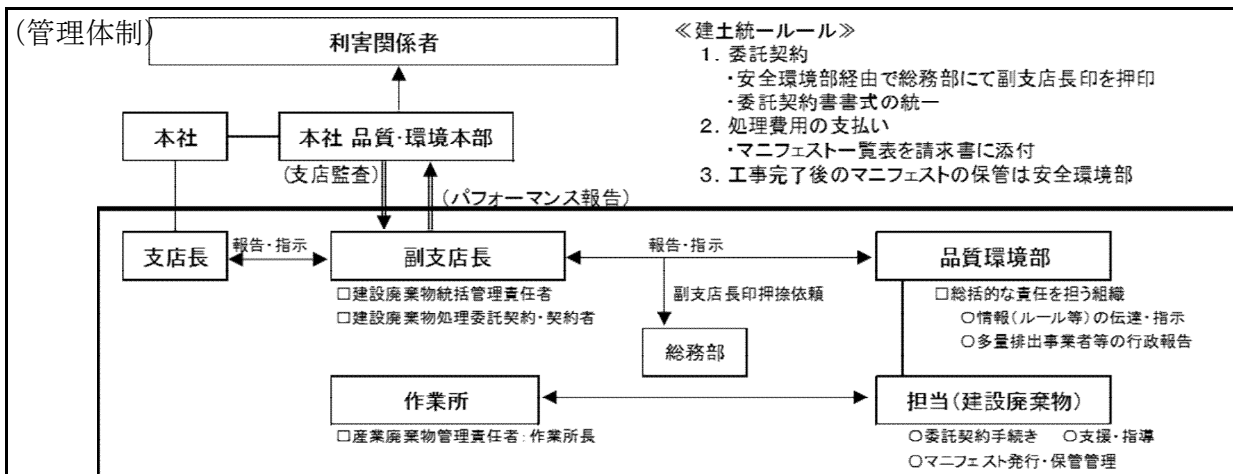 (管理体制)
利害関係者
≪建土統一ルール≫
1. 委託契約
・安全環境部経由で総務部にて副支店長印を押印
・委託契約書書式の統一
2. 処理費用の支払い
・マニフェスト一覧表を請求書に添付
3. 工事完了後のマニフェストの保管は安全環境部
本社
本社 品質・環境本部
(支店監査)
(パフォーマンス報告)
支店長
報告・指示
副支店長
報告・指示
品質環境部
□建設廃棄物統括管理責任者
□建設廃棄物処理委託契約・契約者
副支店長印押捺依頼
□総括的な責任を担う組織
○情報(ルール等)の伝達・指示
○多量排出事業者等の行政報告
総務部
作業所
担当(建設廃棄物)
□産業廃棄物管理責任者:作業所長
○委託契約手続き ○支援・指導
○マニフェスト発行・保管管理